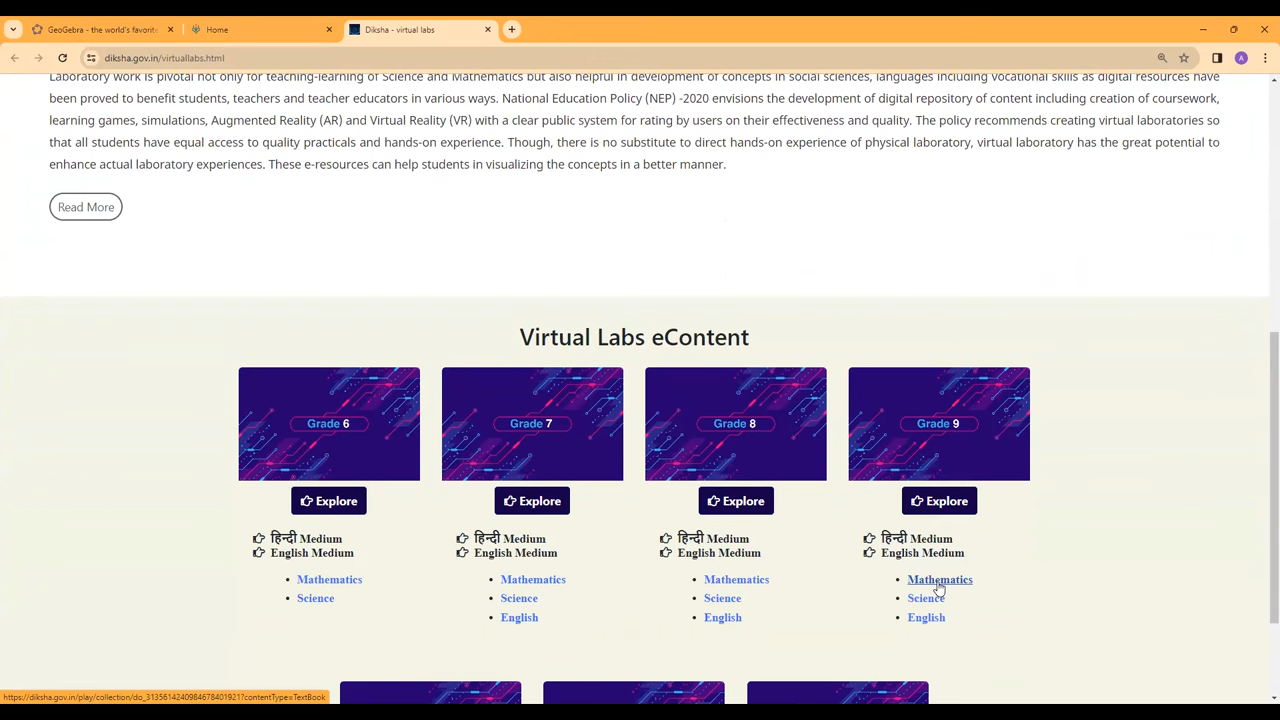 GeoGebra - the world's favorite
Home
Diksha - virtual labs
diksha.gov.in/virtuallabs.html
A
Laboratory work is pivotal not only for teaching-learning of Science and Mathematics but also helpful in development of concepts in social sciences, languages including vocational skills as digital resources have
been proved to benefit students, teachers and teacher educators in various ways. National Education Policy (NEP) -2020 envisions the development of digital repository of content including creation of coursework,
learning games, simulations, Augmented Reality (AR) and Virtual Reality (VR) with a clear public system for rating by users on their effectiveness and quality. The policy recommends creating virtual laboratories so
that all students have equal access to quality practicals and hands-on experience. Though, there is no substitute to direct hands-on experience of physical laboratory, virtual laboratory has the great potential to
enhance actual laboratory experiences. These e-resources can help students in visualizing the concepts in a better manner.
Read More
Virtual Labs eContent
Grade 6
Grade 7
Grade 8
Grade 9
Explore
Explore
Explore
Explore
हिन्दी Medium
English Medium
Mathematics
Science
हिन्दी Medium
English Medium
Mathematics
Science
English
हिन्दी Medium
English Medium
Mathematics
Science
English
हिन्दी Medium
English Medium
Mathematics
Science
English
https://diksha.gov.in/play/collection/do_3135614240984678401921?contentType=TextBook